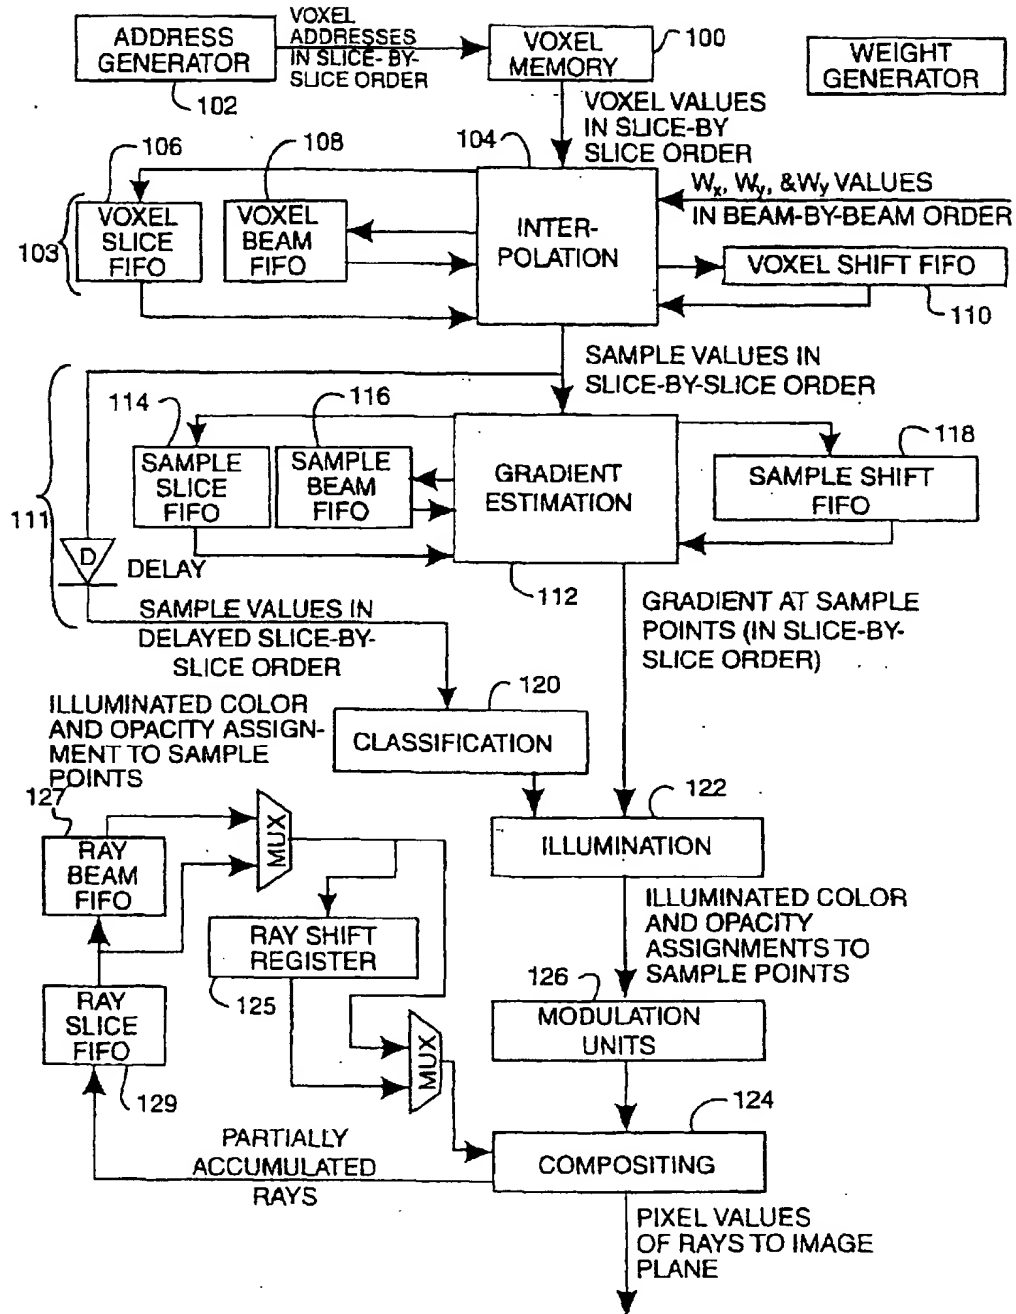 ADDRESS
GENERATOR
102
VOXEL
ADDRESSES
IN SLICE- BY-
SLICE ORDER
VOXEL
MEMORY
100
WEIGHT
GENERATOR
VOXEL VALUES
IN SLICE-BY
SLICE ORDER
106
108
104
103
VOXEL
SLICE
FIFO
VOXEL
BEAM
FIFO
INTER-
POLATION
Wx, Wy, &Wy VALUES
IN BEAM-BY-BEAM ORDER
VOXEL SHIFT FIFO
110
SAMPLE VALUES IN
SLICE-BY-SLICE ORDER
111
114
116
SAMPLE
SLICE
FIFO
SAMPLE
BEAM
FIFO
GRADIENT
ESTIMATION
112
118
SAMPLE SHIFT
FIFO
D
DELAY
SAMPLE VALUES IN
DELAYED SLICE-BY-
SLICE ORDER
GRADIENT AT SAMPLE
POINTS (IN SLICE-BY-
SLICE ORDER)
ILLUMINATED COLOR
AND OPACITY ASSIGN-
MENT TO SAMPLE
POINTS
120
CLASSIFICATION
122
ILLUMINATION
127
RAY
BEAM
FIFO
MUX
RAY SHIFT
REGISTER
125
ILLUMINATED COLOR
AND OPACITY
ASSIGNMENTS TO
SAMPLE POINTS
RAY
SLICE
FIFO
129
MUX
126
MODULATION
UNITS
124
COMPOSITING
PARTIALLY
ACCUMULATED
RAYS
PIXEL VALUES
OF RAYS TO IMAGE
PLANE